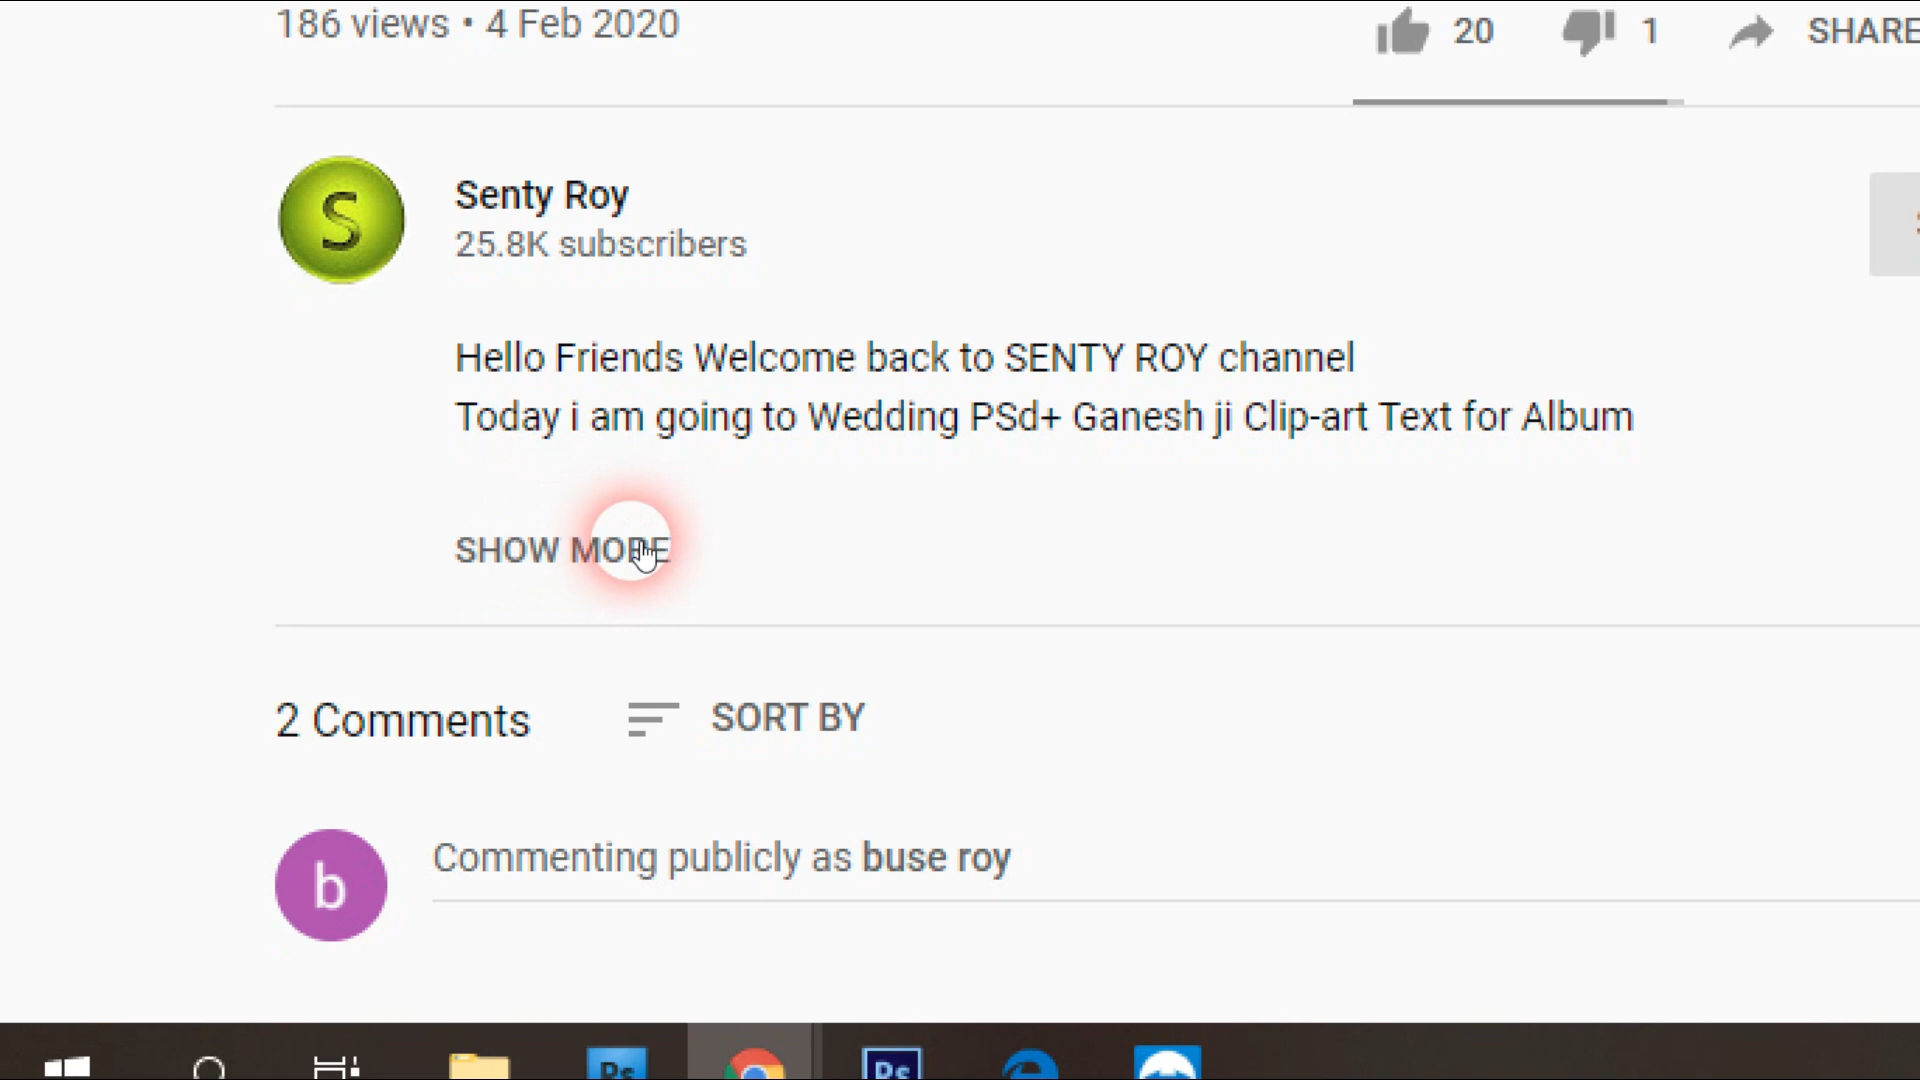 186 views • 4 Feb 2020
20
1
SHARE
S
Senty Roy
25.8K subscribers
Hello Friends Welcome back to SENTY ROY channel
Today i am going to Wedding PSd+ Ganesh ji Clip-art Text for Album
SHOW MORE
2 Comments
SORT BY
b
Commenting publicly as buse roy
Ps
Ps